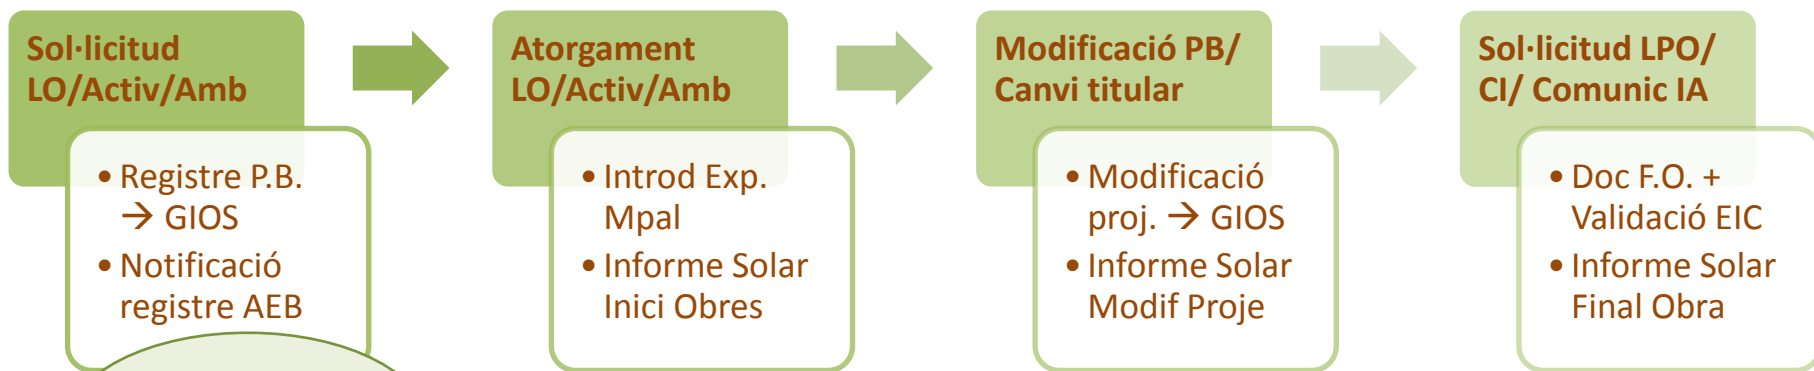 Sol·licitud
LO/Activ/Amb
• Registre P.B.
→ GIOS
• Notificació
registre AEB
Atorgament
LO/Activ/Amb
• Introd Exp.
Mpal
• Informe Solar
Inici Obres
Modificació PB/
Canvi titular
• Modificació
proj. → GIOS
• Informe Solar
Modif Proje
Sol·licitud LPO/
CI/ Comunic IA
• Doc F.O. +
Validació EIC
• Informe Solar
Final Obra